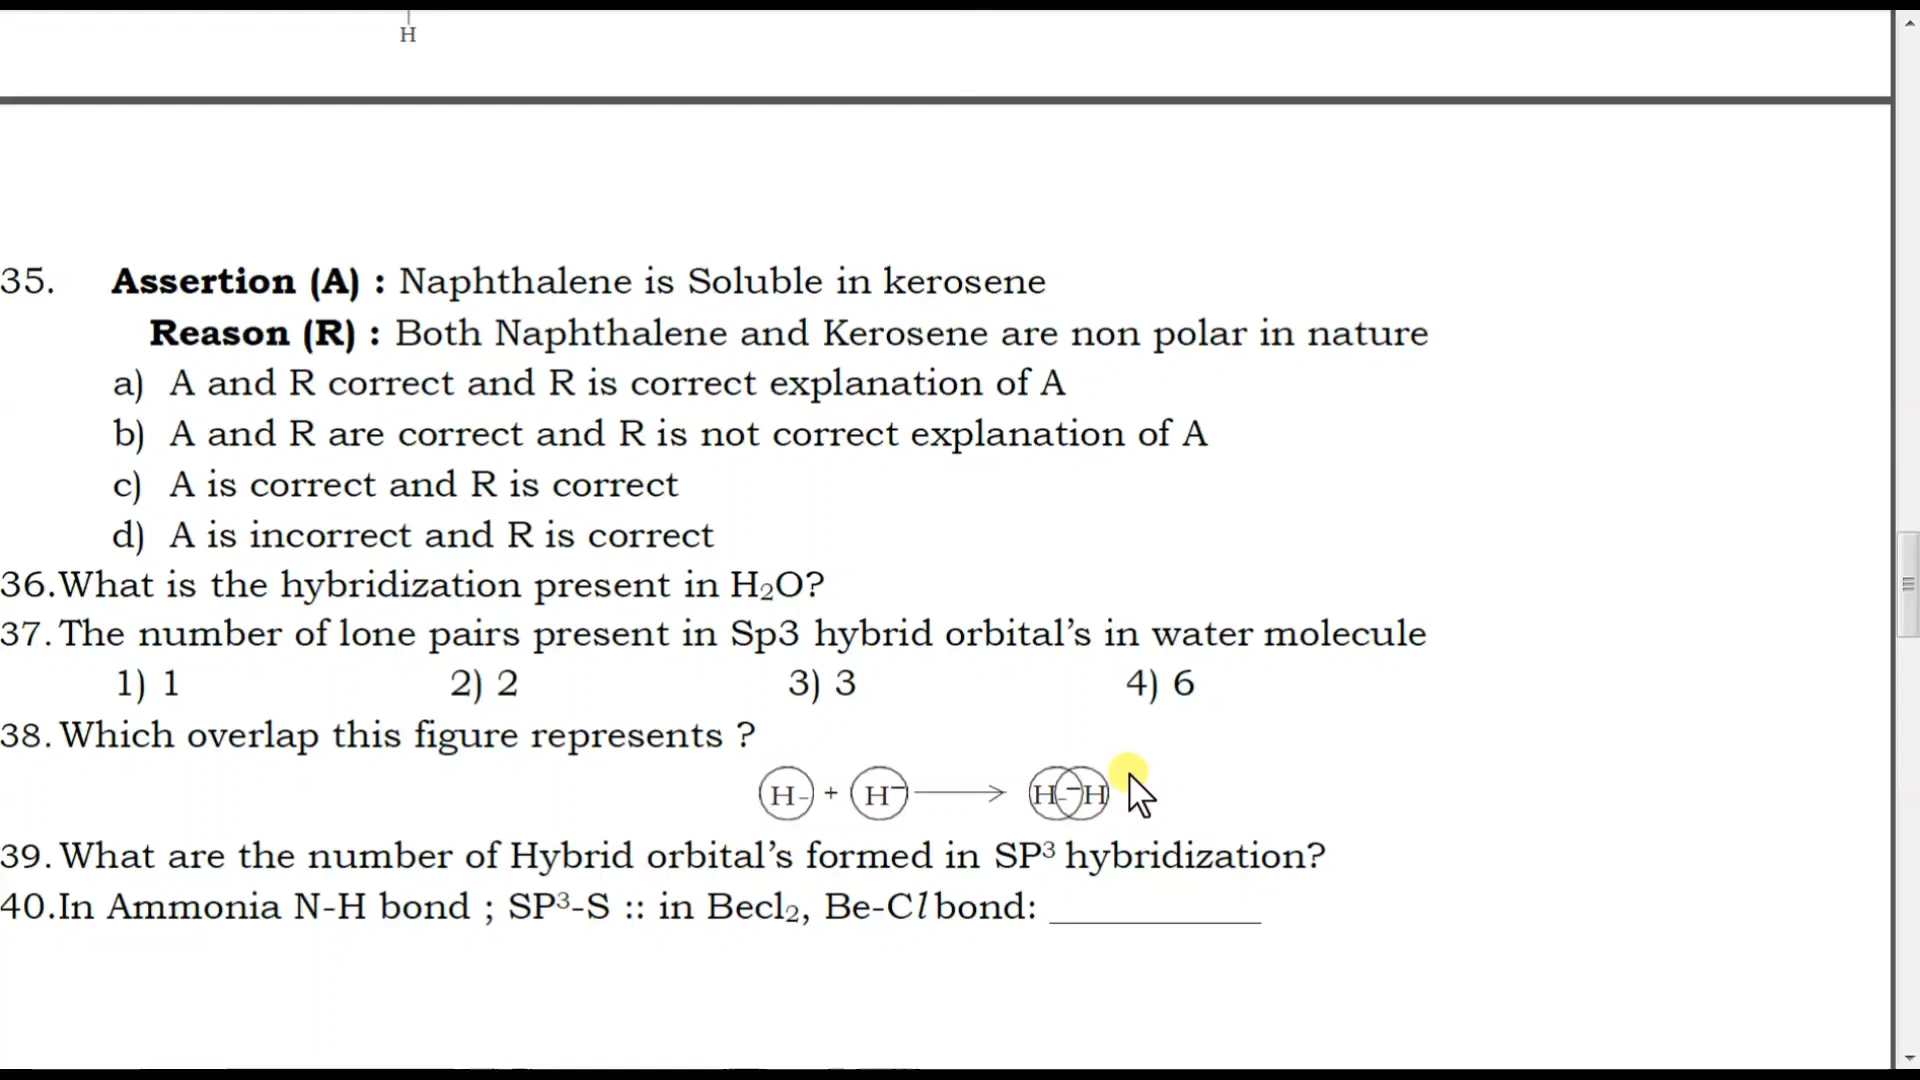 H
35. Assertion (A) : Naphthalene is Soluble in kerosene
Reason (R) : Both Naphthalene and Kerosene are non polar in nature
a) A and R correct and R is correct explanation of A
b) A and R are correct and R is not correct explanation of A
c) A is correct and R is correct
d) A is incorrect and R is correct
36.What is the hybridization present in H₂O?
37. The number of lone pairs present in Sp3 hybrid orbital’s in water molecule
1) 1 2) 2 3) 3 4) 6
38. Which overlap this figure represents ?
H- + H¯ → H-¯H
39. What are the number of Hybrid orbital’s formed in SP³ hybridization?
40.In Ammonia N-H bond ; SP³-S :: in Becl₂, Be-Cl bond: ___________